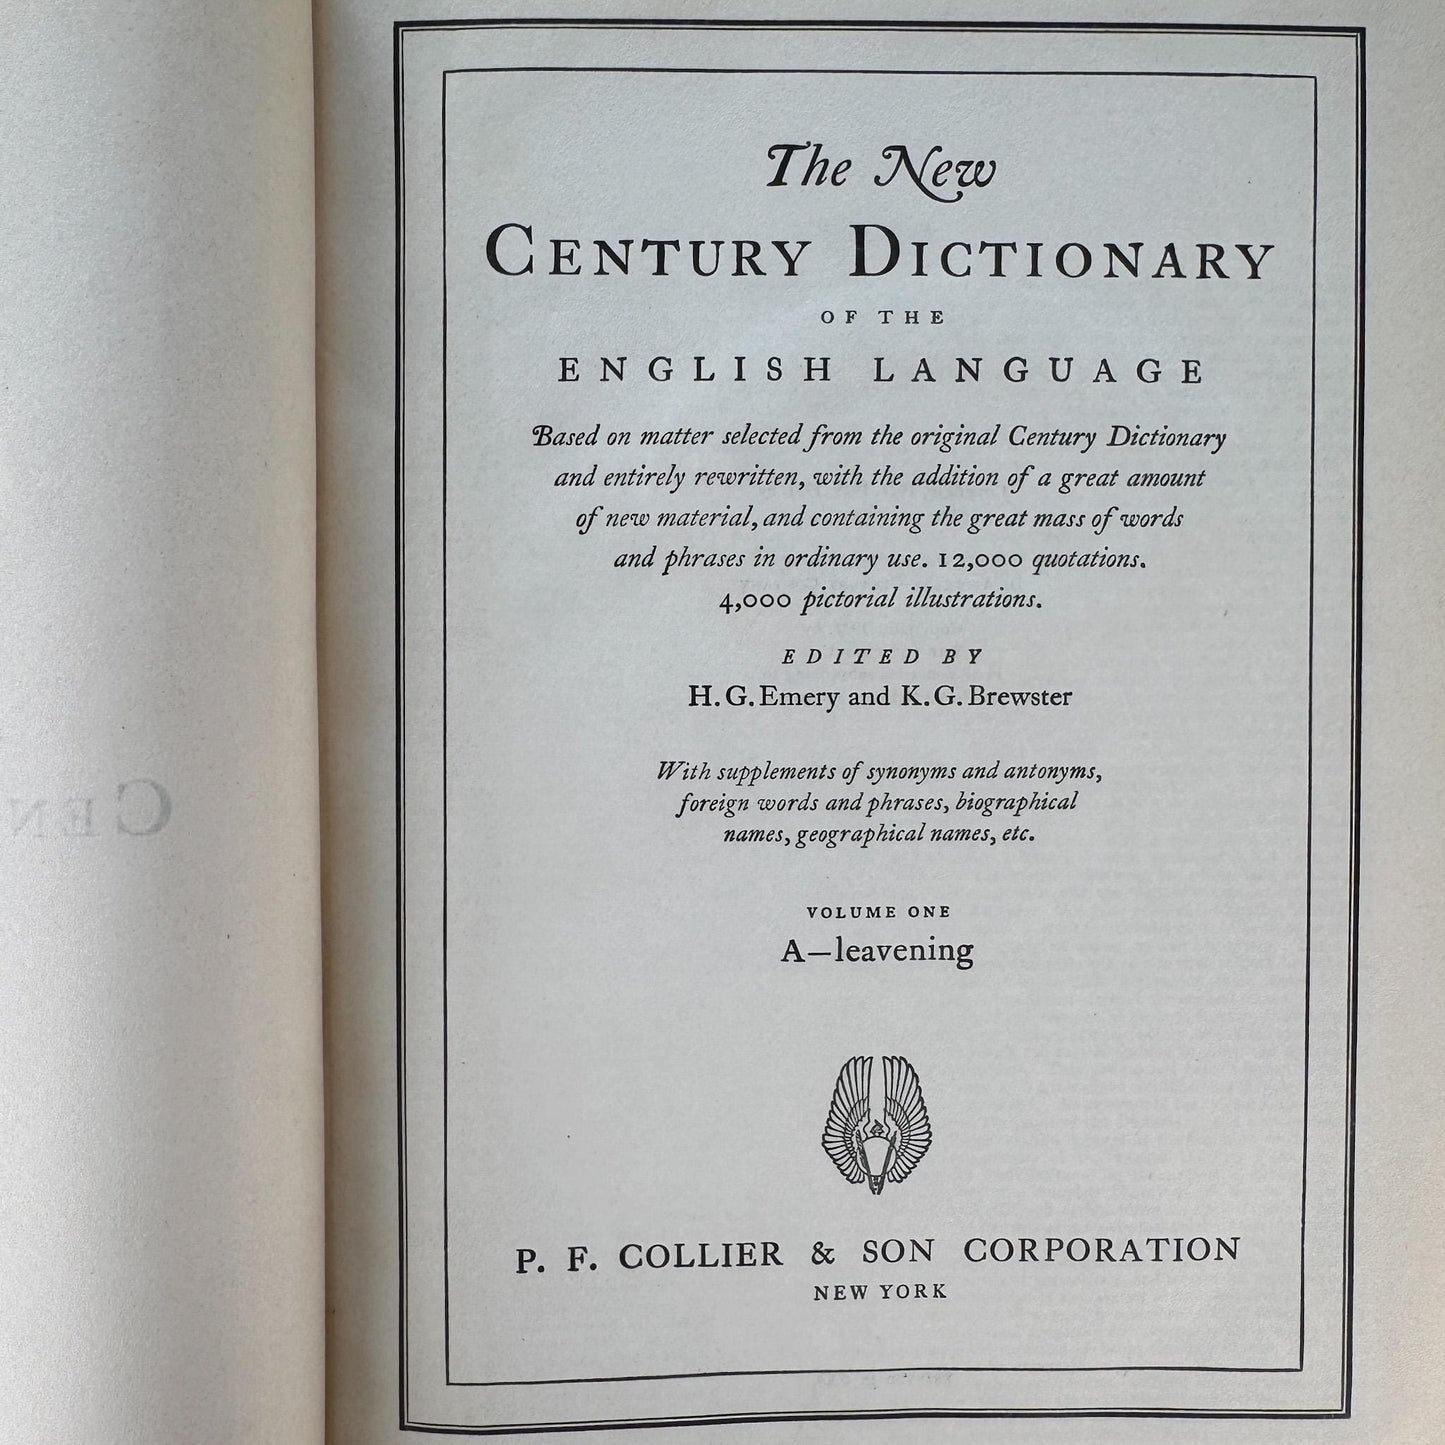 The New
CENTURY DICTIONARY
OF THE
ENGLISH LANGUAGE
Based on matter selected from the original Century Dictionary
and entirely rewritten, with the addition of a great amount
of new material, and containing the great mass of words
and phrases in ordinary use. 12,000 quotations.
4,000 pictorial illustrations.
EDITED BY
H. G. Emery and K. G. Brewster
With supplements of synonyms and antonyms,
foreign words and phrases, biographical
names, geographical names, etc.
VOLUME ONE
A—leavening
P. F. COLLIER & SON CORPORATION
NEW YORK